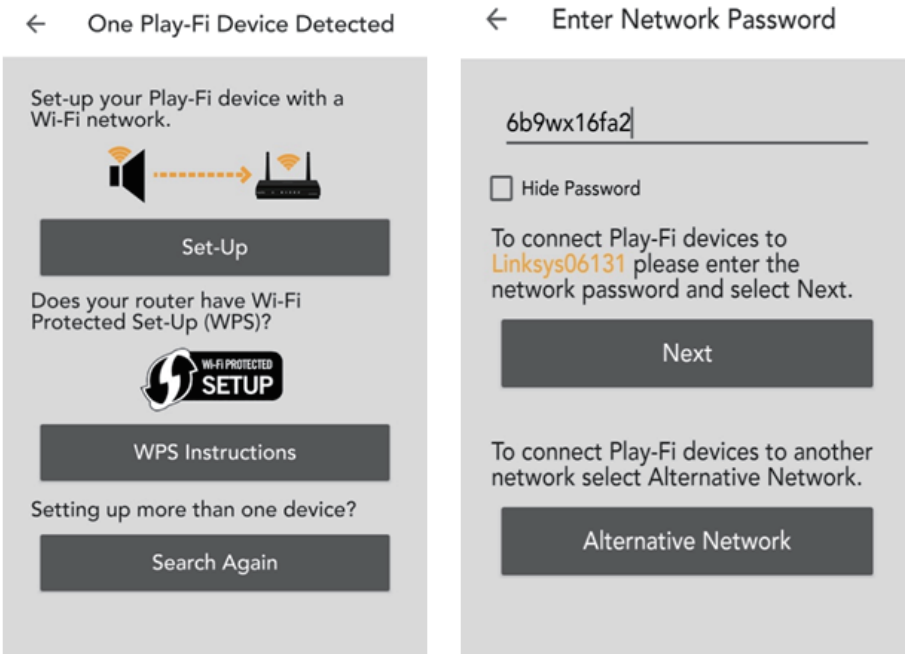 One Play-Fi Device Detected
Set-up your Play-Fi device with a
Wi-Fi network.
Set-Up
Does your router have Wi-Fi
Protected Set-Up (WPS)?
Wi-Fi PROTECTED
SETUP
WPS Instructions
Setting up more than one device?
Search Again
Enter Network Password
6b9wx16fa2
Hide Password
To connect Play-Fi devices to
Linksys06131 please enter the
network password and select Next.
Next
To connect Play-Fi devices to another
network select Alternative Network.
Alternative Network